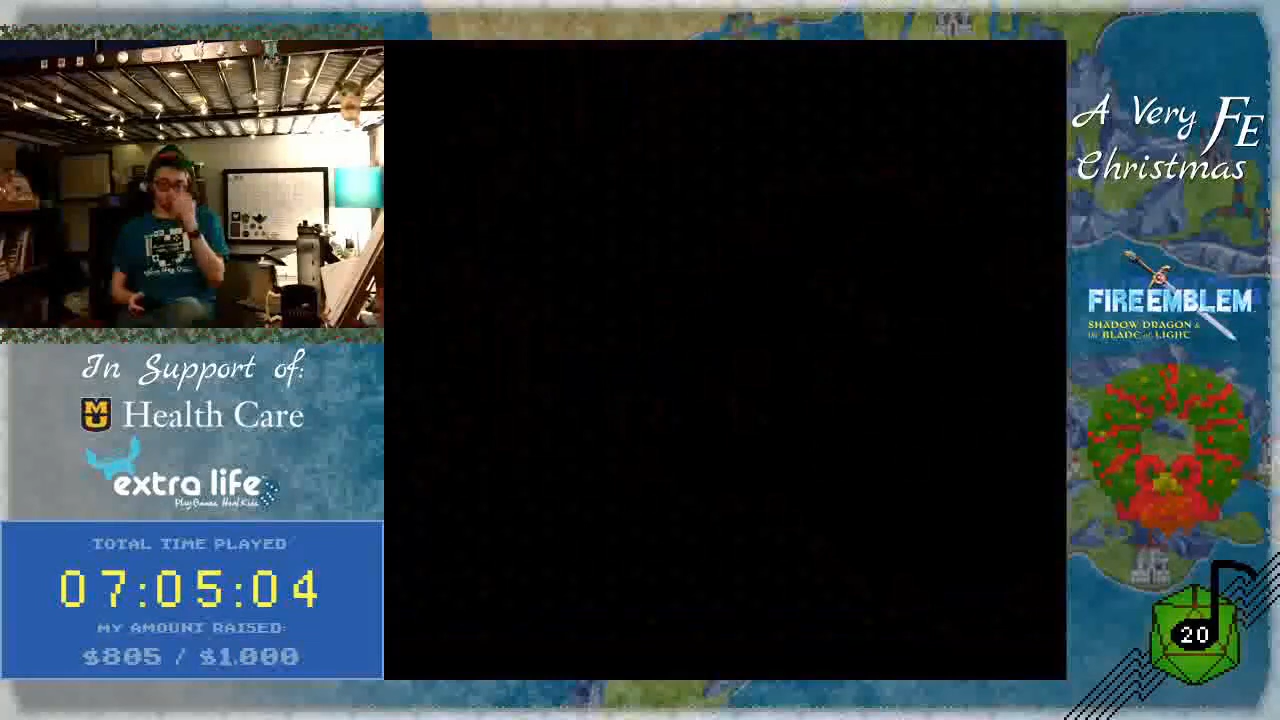 A Very FE
Christmas
FIRE EMBLEM
SHADOW DRAGON &
the BLADE of LIGHT
In Support of:
MU Health Care
extra life
Play Games. Heal Kids.
TOTAL TIME PLAYED
07:05:04
MY AMOUNT RAISED:
$805 / $1,000
20